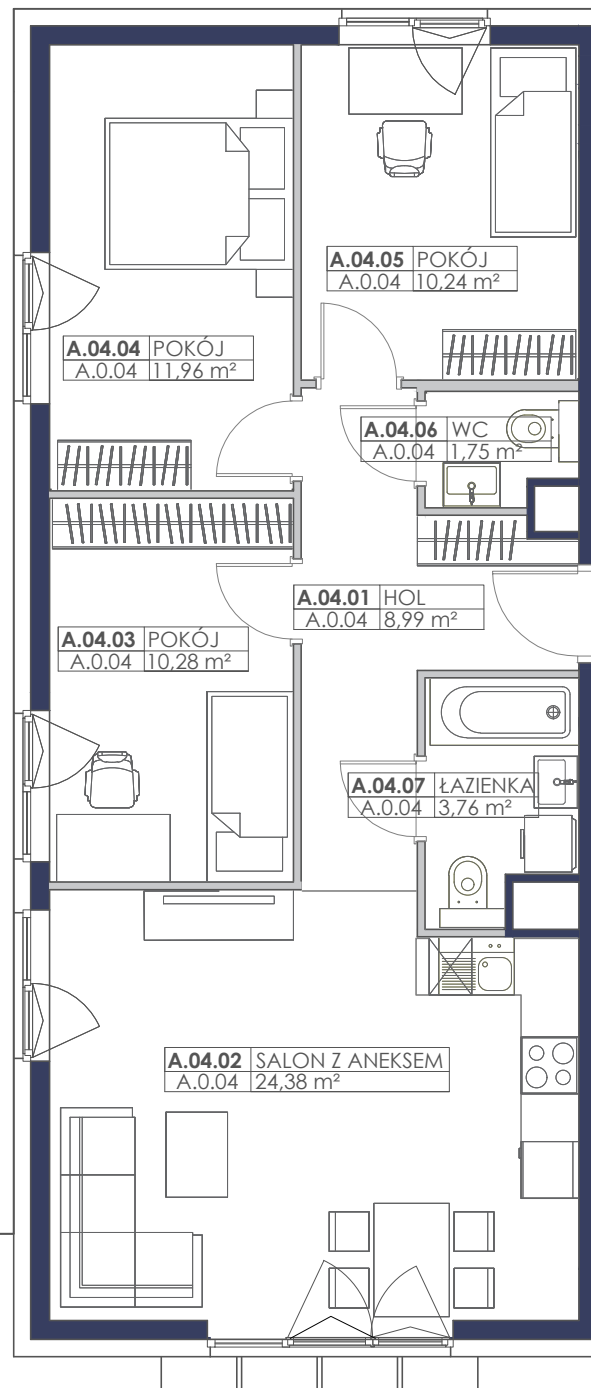 A.04.05 POKÓJ
A.0.04 10,24 m²
A.04.04 POKÓJ
A.0.04 11,96 m²
A.04.06 WC
A.0.04 1,75 m²
A.04.01 HOL
A.0.04 8,99 m²
A.04.03 POKÓJ
A.0.04 10,28 m²
A.04.07 ŁAZIENKA
A.0.04 3,76 m²
A.04.02 SALON Z ANEKSEM
A.0.04 24,38 m²